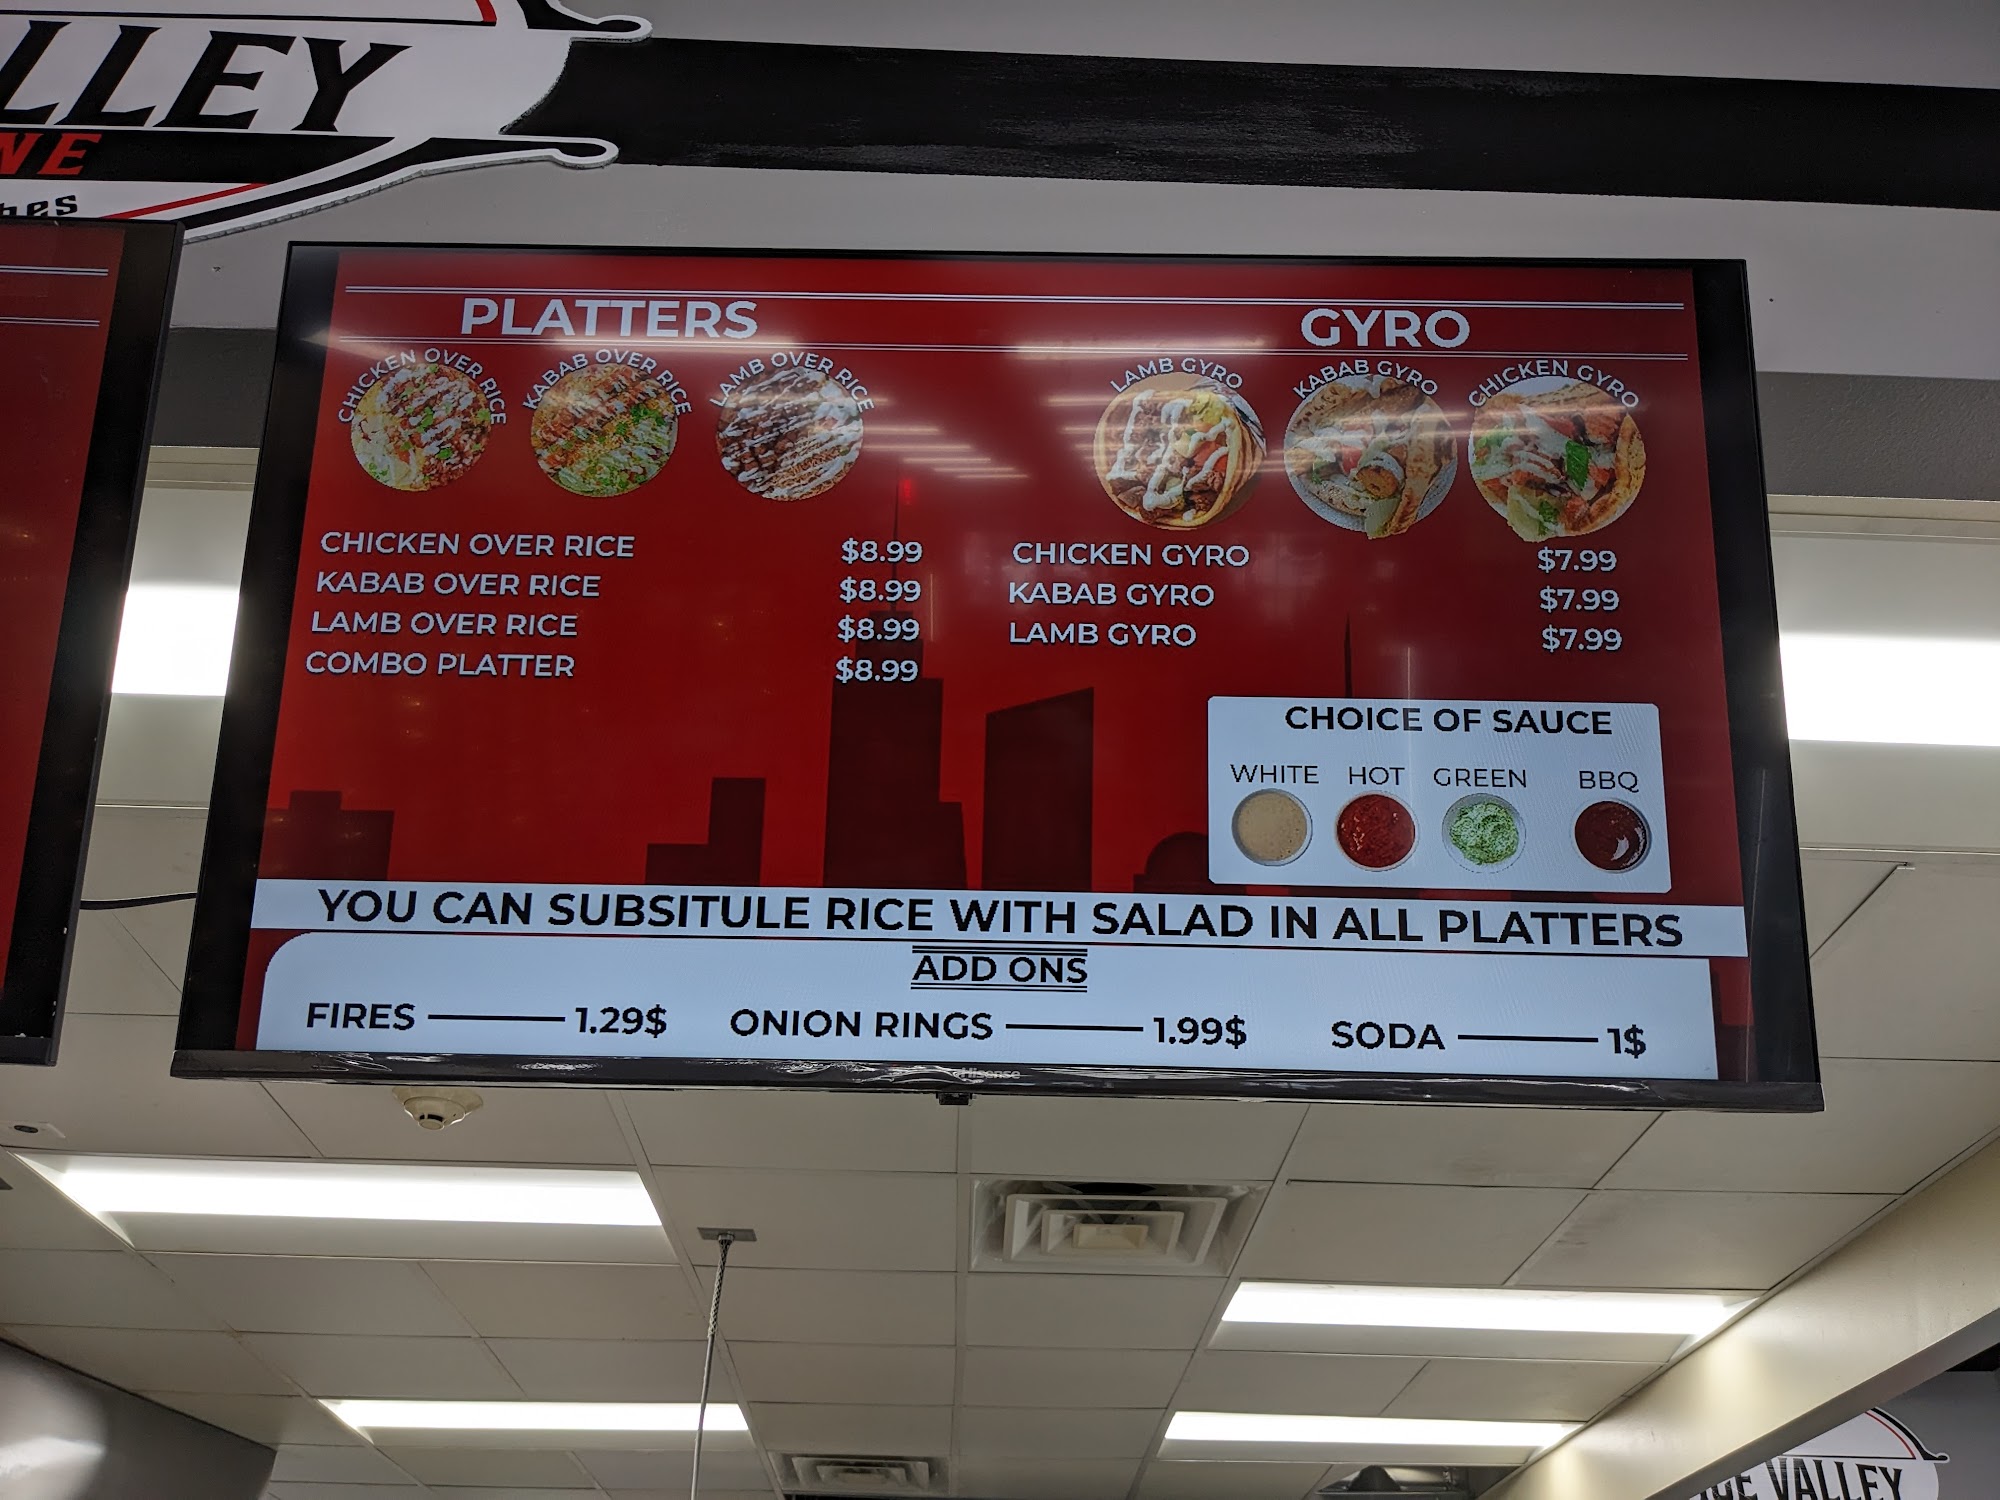 LLEY
NE
hes
PLATTERS
CHICKEN OVER RICE
KABAB OVER RICE
LAMB OVER RICE
CHICKEN OVER RICE $8.99
KABAB OVER RICE $8.99
LAMB OVER RICE $8.99
COMBO PLATTER $8.99
GYRO
LAMB GYRO
KABAB GYRO
CHICKEN GYRO
CHICKEN GYRO $7.99
KABAB GYRO $7.99
LAMB GYRO $7.99
CHOICE OF SAUCE
WHITE HOT GREEN BBQ
YOU CAN SUBSITULE RICE WITH SALAD IN ALL PLATTERS
ADD ONS
FIRES 1.29$ ONION RINGS 1.99$ SODA 1$
Hisense
VALLEY